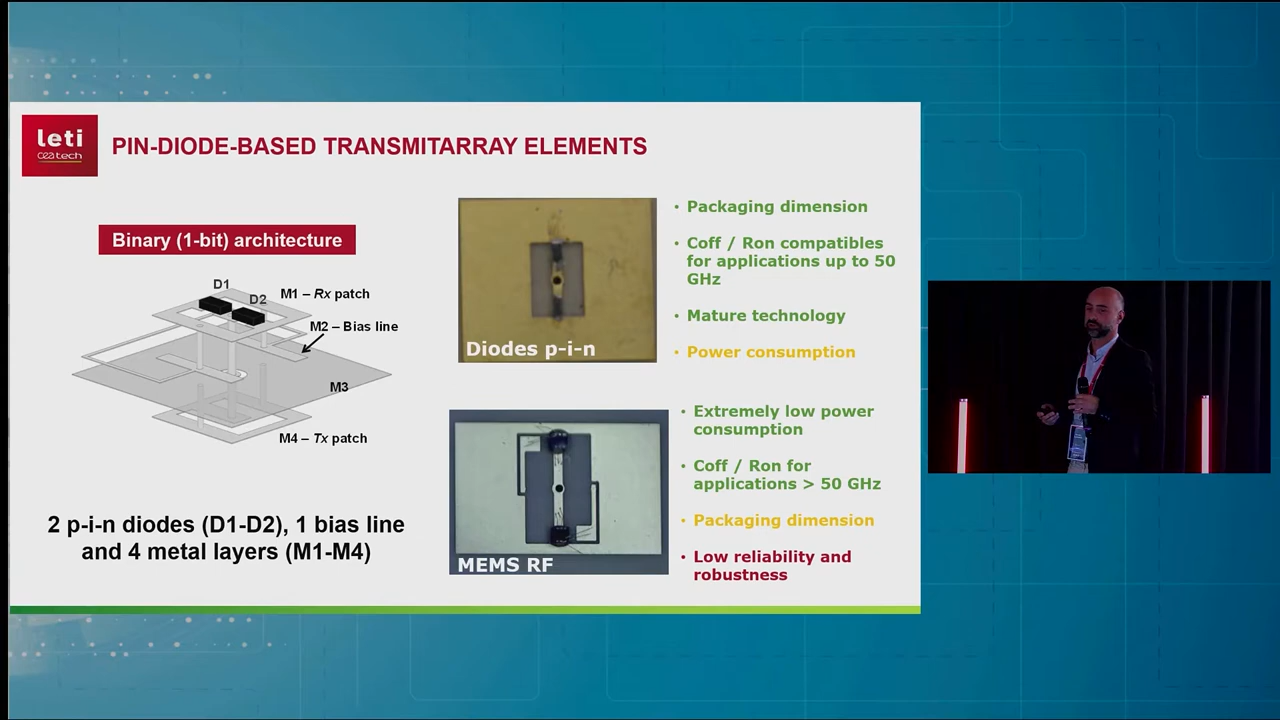 leti
ceatech
PIN-DIODE-BASED TRANSMITARRAY ELEMENTS
Binary (1-bit) architecture
D1
D2
M1 – Rx patch
M2 – Bias line
M3
M4 – Tx patch
2 p-i-n diodes (D1-D2), 1 bias line
and 4 metal layers (M1-M4)
Diodes p-i-n
• Packaging dimension
• Coff / Ron compatibles
for applications up to 50
GHz
• Mature technology
• Power consumption
MEMS RF
• Extremely low power
consumption
• Coff / Ron for
applications > 50 GHz
• Packaging dimension
• Low reliability and
robustness